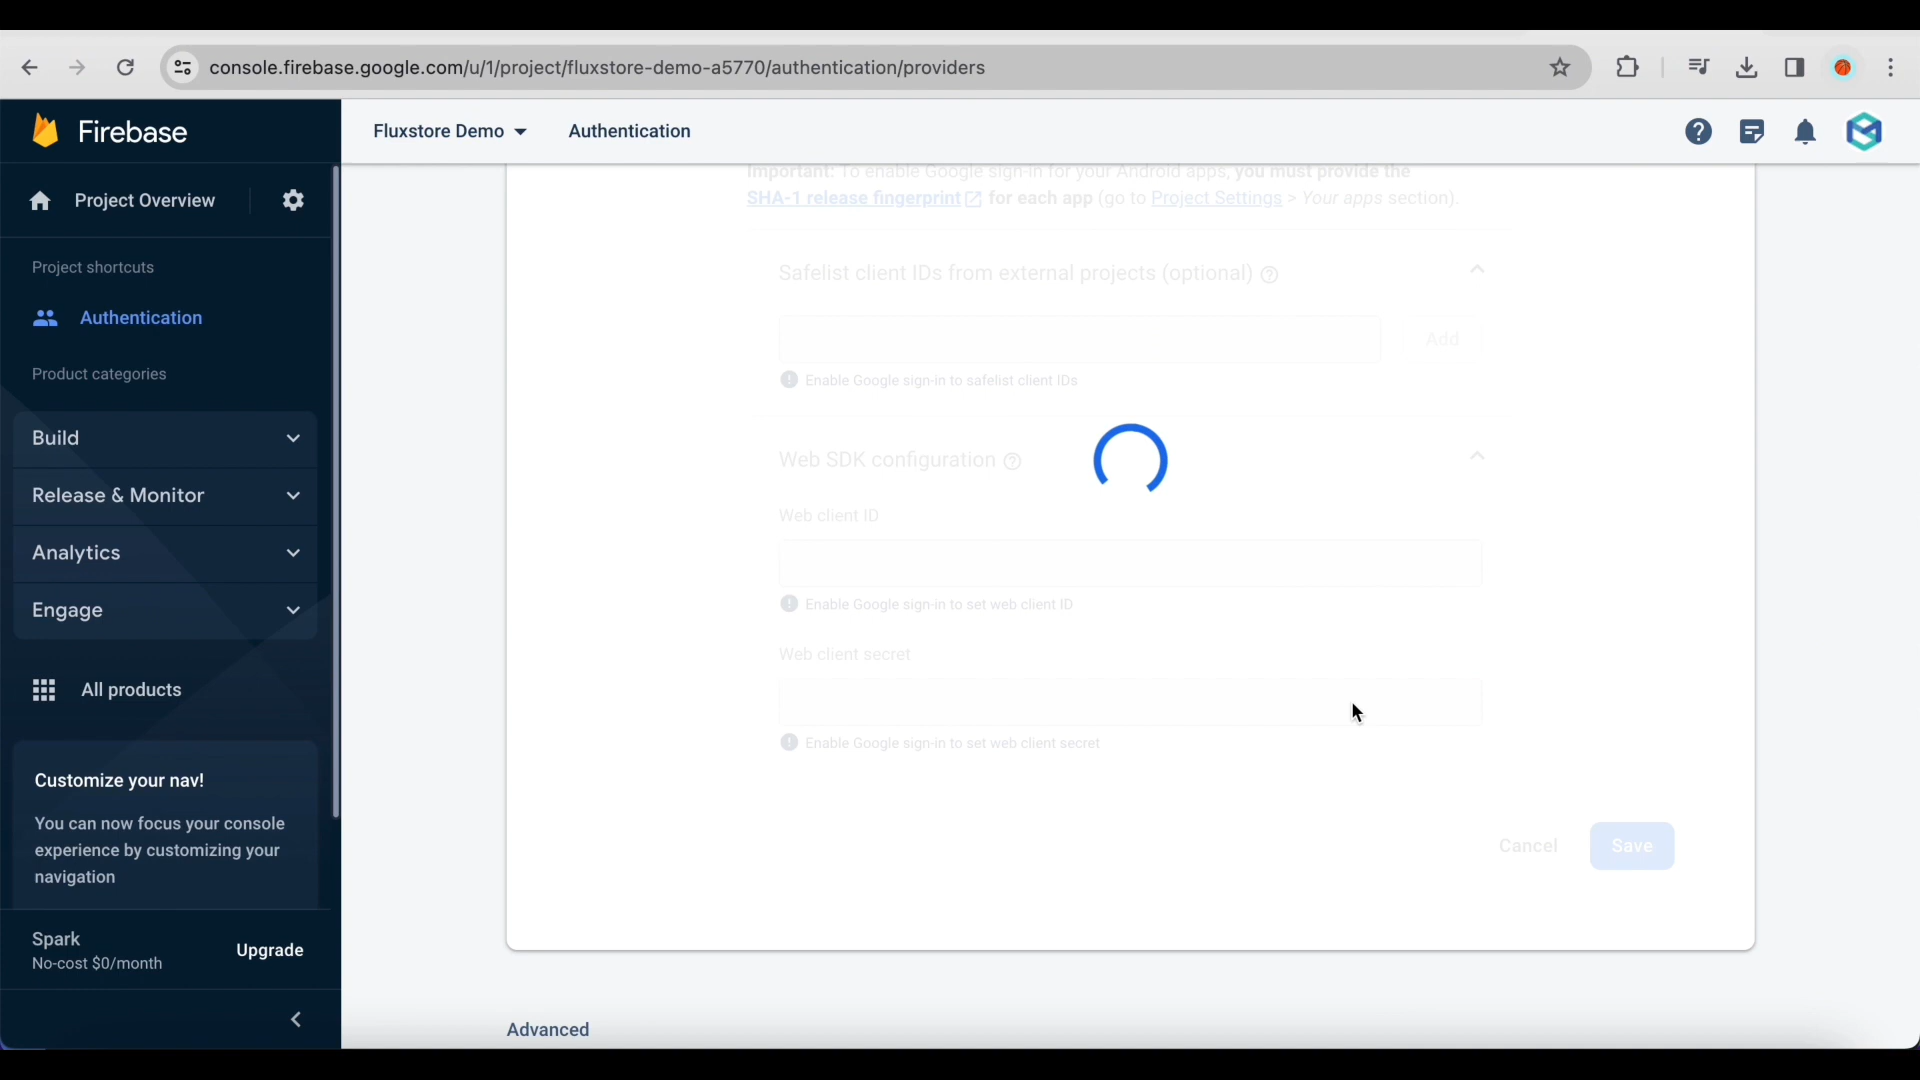 console.firebase.google.com/u/1/project/fluxstore-demo-a5770/authentication/providers
Firebase
Fluxstore Demo
Authentication
Project Overview
Project shortcuts
Authentication
Product categories
Build
Release & Monitor
Analytics
Engage
All products
Customize your nav!
You can now focus your console
experience by customizing your
navigation
Spark
No-cost $0/month
Upgrade
Important: To enable Google sign-in for your Android apps, you must provide the
SHA-1 release fingerprint for each app (go to Project Settings > Your apps section).
Safelist client IDs from external projects (optional)
Add
Enable Google sign-in to safelist client IDs
Web SDK configuration
Web client ID
Enable Google sign-in to set web client ID
Web client secret
Enable Google sign-in to set web client secret
Cancel
Save
Advanced